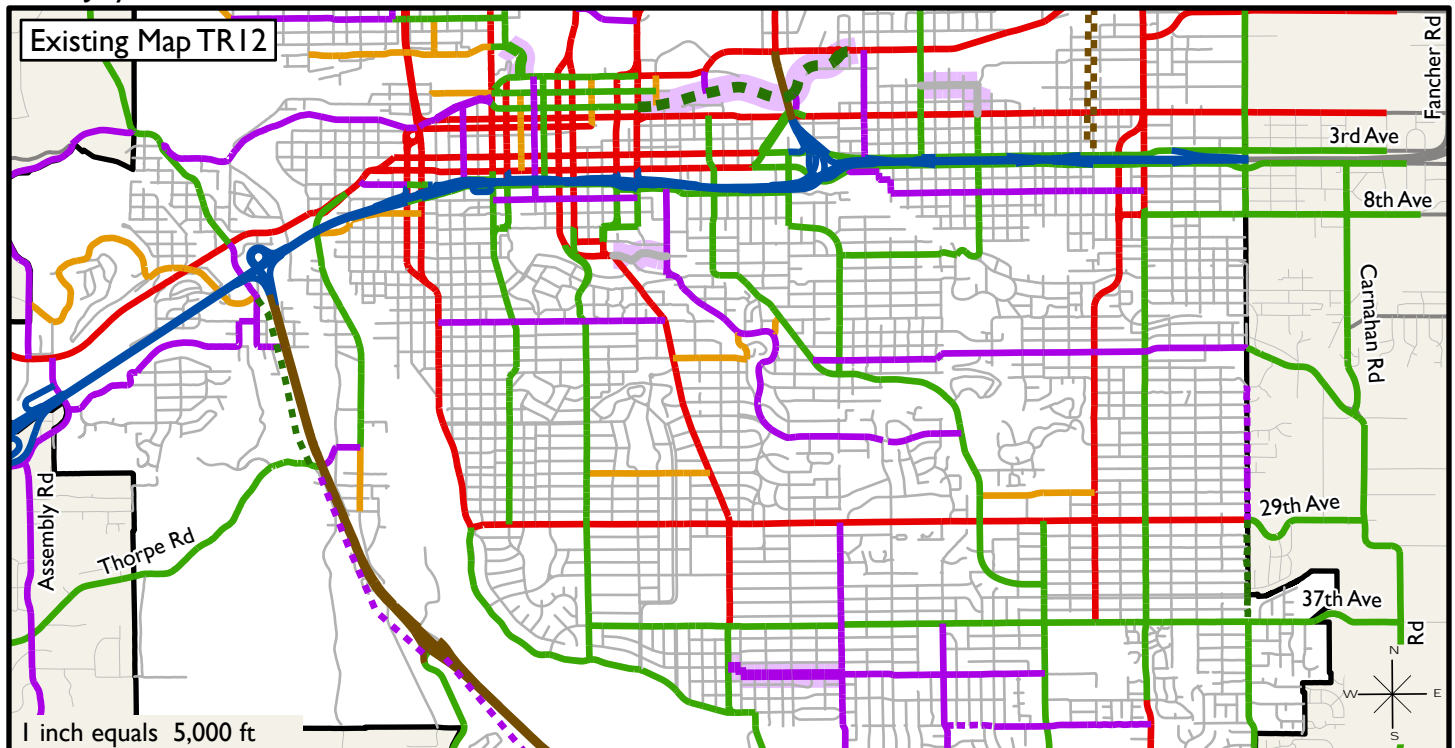 Existing Map TR12
Fancher Rd
3rd Ave
8th Ave
Carnahan Rd
Assembly Rd
29th Ave
Thorpe Rd
37th Ave
Rd
N
W
E
S
1 inch equals 5,000 ft